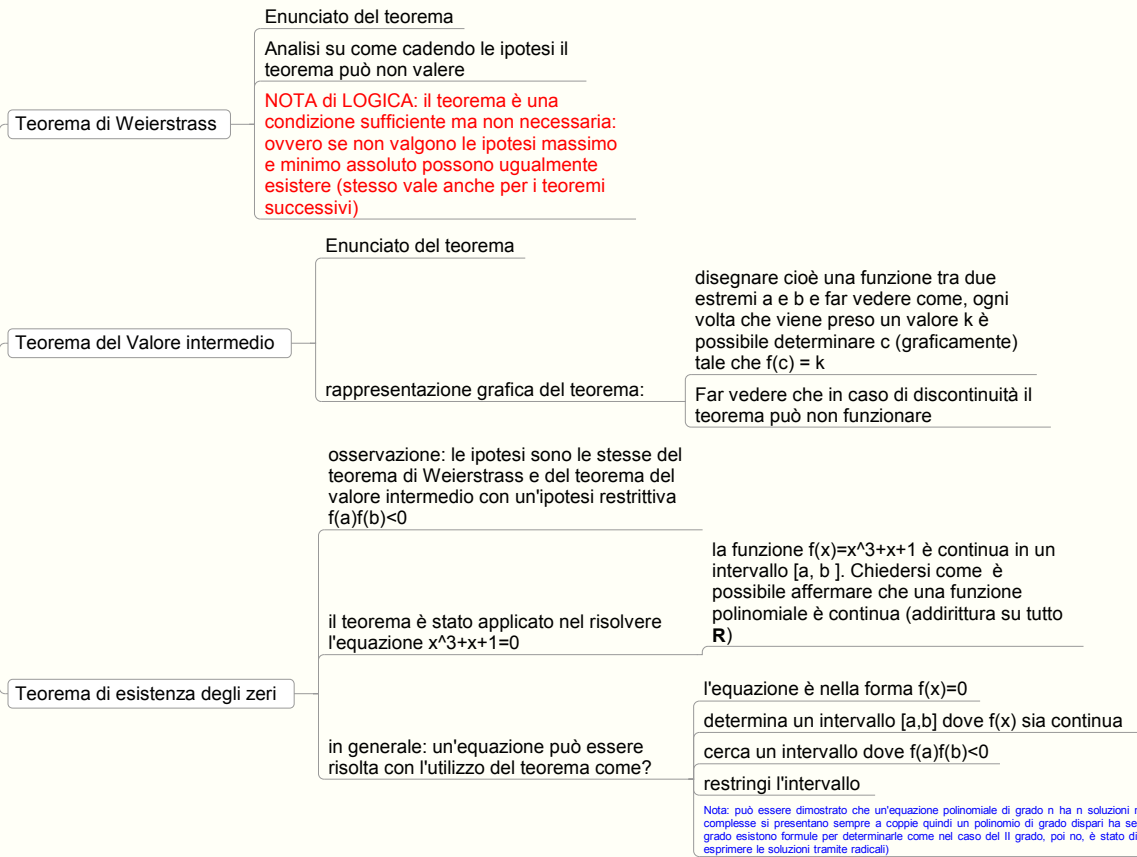 Teorema di Weierstrass
Enunciato del teorema
Analisi su come cadendo le ipotesi il
teorema può non valere
NOTA di LOGICA: il teorema è una
condizione sufficiente ma non necessaria:
ovvero se non valgono le ipotesi massimo
e minimo assoluto possono ugualmente
esistere (stesso vale anche per i teoremi
successivi)
Teorema del Valore intermedio
Enunciato del teorema
rappresentazione grafica del teorema:
disegnare cioè una funzione tra due
estremi a e b e far vedere come, ogni
volta che viene preso un valore k è
possibile determinare c (graficamente)
tale che f(c) = k
Far vedere che in caso di discontinuità il
teorema può non funzionare
Teorema di esistenza degli zeri
osservazione: le ipotesi sono le stesse del
teorema di Weierstrass e del teorema del
valore intermedio con un'ipotesi restrittiva
f(a)f(b)<0
il teorema è stato applicato nel risolvere
l'equazione x^3+x+1=0
la funzione f(x)=x^3+x+1 è continua in un
intervallo [a, b ]. Chiedersi come è
possibile affermare che una funzione
polinomiale è continua (addirittura su tutto
R)
in generale: un'equazione può essere
risolta con l'utilizzo del teorema come?
l'equazione è nella forma f(x)=0
determina un intervallo [a,b] dove f(x) sia continua
cerca un intervallo dove f(a)f(b)<0
restringi l'intervallo
Nota: può essere dimostrato che un'equazione polinomiale di grado n ha n soluzioni
complesse si presentano sempre a coppie quindi un polinomio di grado dispari ha
grado esistono formule per determinarle come nel caso del II grado, poi no, è stato
esprimere le soluzioni tramite radicali)